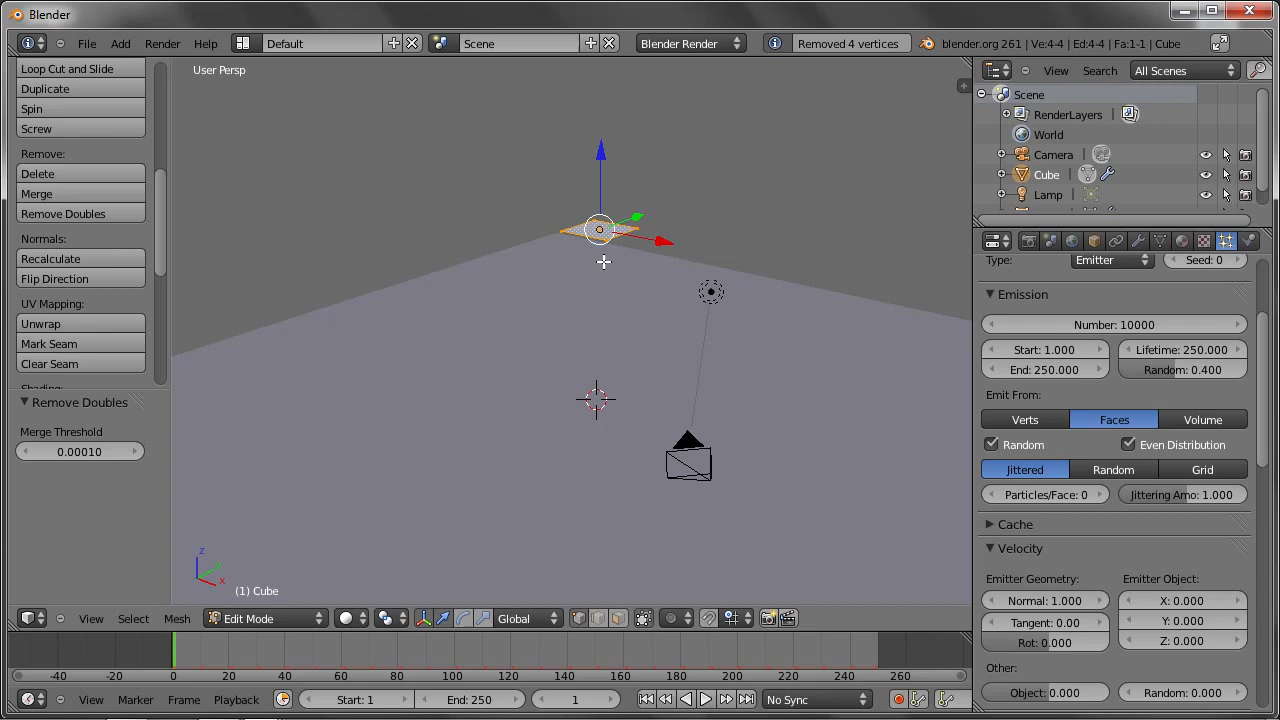 Blender
File Add Render Help Default Scene Blender Render Removed 4 vertices blender.org 261 | Ve:4-4 | Ed:4-4 | Fa:1-1 | Cube
Loop Cut and Slide
Duplicate
Spin
Screw
Remove:
Delete
Merge
Remove Doubles
Normals:
Recalculate
Flip Direction
UV Mapping:
Unwrap
Mark Seam
Clear Seam
Remove Doubles
Merge Threshold
0.00010
User Persp
z
y
x
(1) Cube
View Select Mesh Edit Mode Global
-40 -20 0 20 40 60 80 100 120 140 160 180 200 220 240 260
View Marker Frame Playback Start: 1 End: 250 1 No Sync
View Search All Scenes
Scene
RenderLayers
World
Camera
Cube
Lamp
Type: Emitter Seed: 0
Emission
Number: 10000
Start: 1.000 Lifetime: 250.000
End: 250.000 Random: 0.400
Emit From:
Verts Faces Volume
Random Even Distribution
Jittered Random Grid
Particles/Face: 0 Jittering Amo: 1.000
Cache
Velocity
Emitter Geometry: Emitter Object:
Normal: 1.000 X: 0.000
Tangent: 0.00 Y: 0.000
Rot: 0.000 Z: 0.000
Other:
Object: 0.000 Random: 0.000